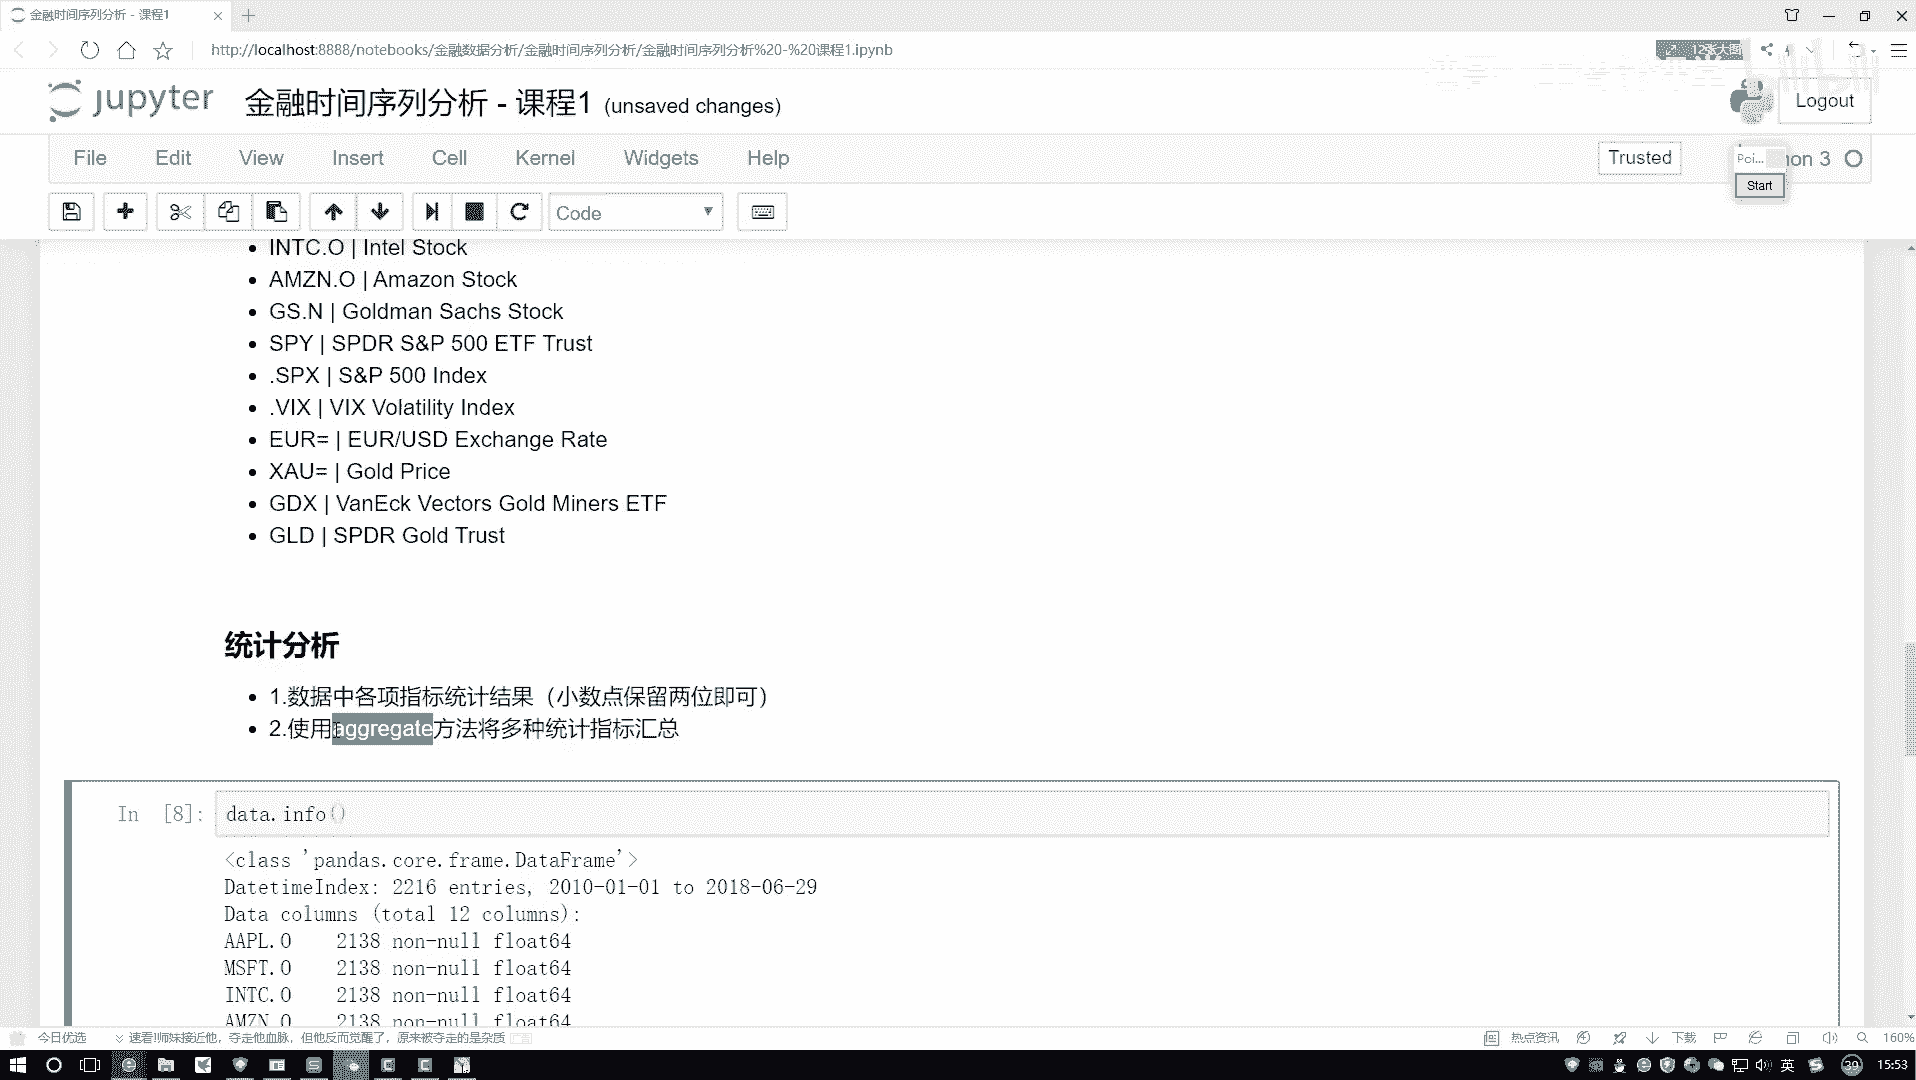 金融时间序列分析 - 课程1
http://localhost:8888/notebooks/金融数据分析/金融时间序列分析/金融时间序列分析%20-%20课程1.ipynb
jupyter 金融时间序列分析 - 课程1 (unsaved changes)
Logout
File Edit View Insert Cell Kernel Widgets Help
Trusted
Poi... hon 3
Start
Code
INTC.O | Intel Stock
AMZN.O | Amazon Stock
GS.N | Goldman Sachs Stock
SPY | SPDR S&P 500 ETF Trust
.SPX | S&P 500 Index
.VIX | VIX Volatility Index
EUR= | EUR/USD Exchange Rate
XAU= | Gold Price
GDX | VanEck Vectors Gold Miners ETF
GLD | SPDR Gold Trust
统计分析
1.数据中各项指标统计结果（小数点保留两位即可）
2.使用aggregate方法将多种统计指标汇总
In [8]: data.info()
<class 'pandas.core.frame.DataFrame'>
DatetimeIndex: 2216 entries, 2010-01-01 to 2018-06-29
Data columns (total 12 columns):
AAPL.O 2138 non-null float64
MSFT.O 2138 non-null float64
INTC.O 2138 non-null float64
AMZN.O 2138 non-null float64
今日优选 速看!师妹接近他，夺走他血脉，但他反而觉醒了，原来被夺走的是杂质
热点资讯 下载 160%
英 39 15:53